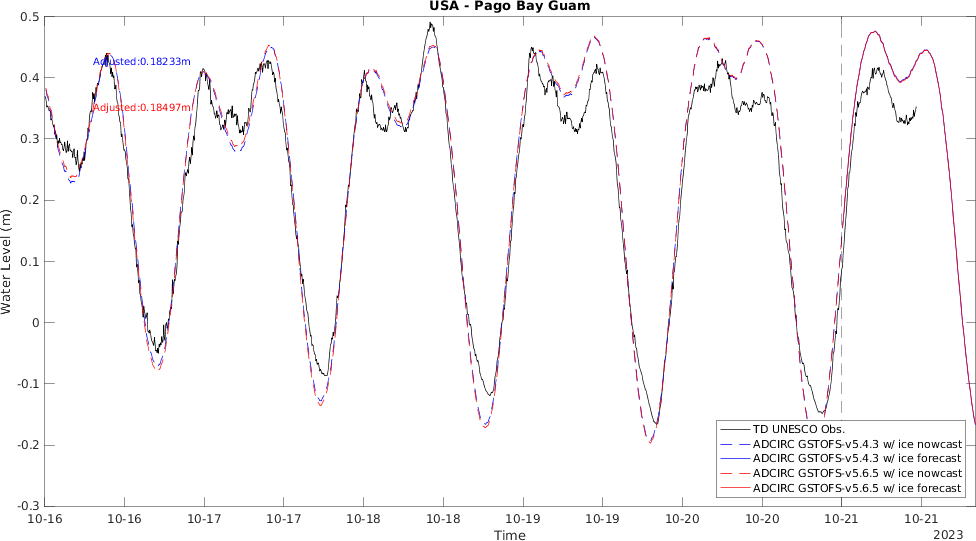 USA - Pago Bay Guam
0.5
0.4
0.3
0.2
0.1
0
-0.1
-0.2
-0.3
Water Level (m)
Adjusted:0.18233m
Adjusted:0.18497m
TD UNESCO Obs.
ADCIRC GSTOFS-v5.4.3 w/ ice nowcast
ADCIRC GSTOFS-v5.4.3 w/ ice forecast
ADCIRC GSTOFS-v5.6.5 w/ ice nowcast
ADCIRC GSTOFS-v5.6.5 w/ ice forecast
10-16 10-16 10-17 10-17 10-18 10-18 10-19 10-19 10-20 10-20 10-21 10-21
Time
2023